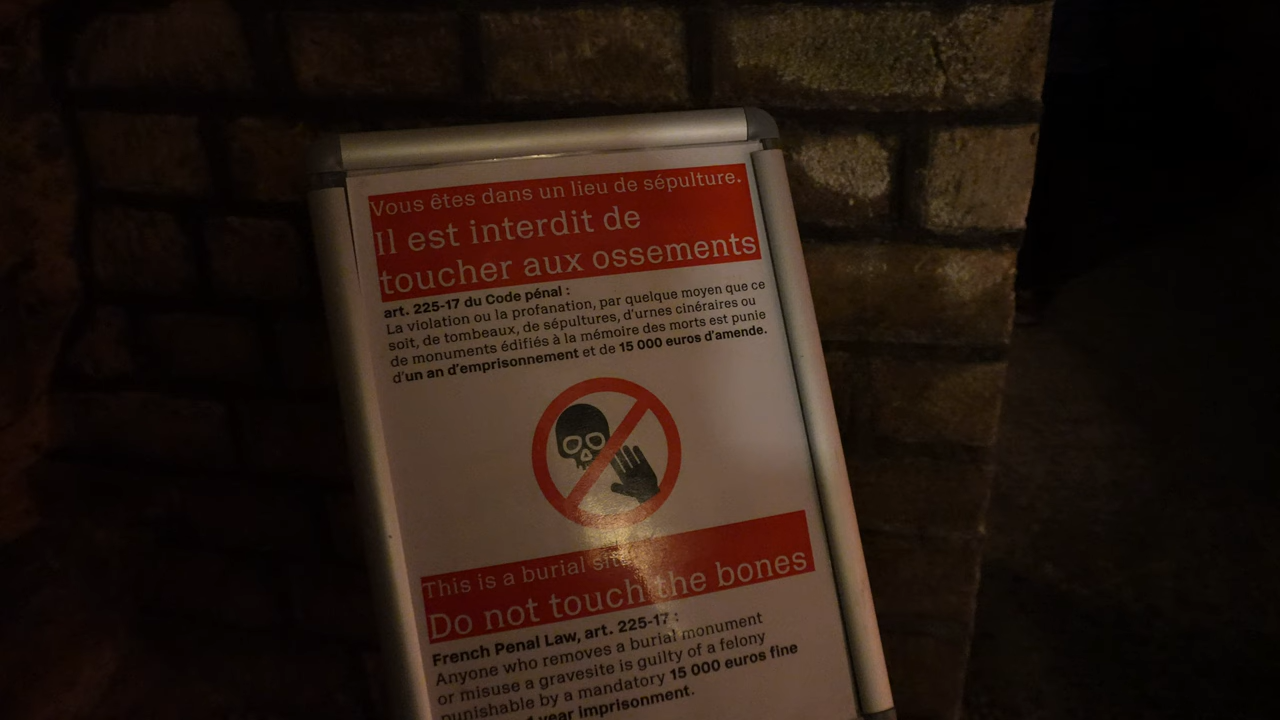 Vous êtes dans un lieu de sépulture.
Il est interdit de
toucher aux ossements
art. 225-17 du Code pénal :
La violation ou la profanation, par quelque moyen que ce
soit, de tombeaux, de sépultures, d'urnes cinéraires ou
de monuments édifiés à la mémoire des morts est punie
d'un an d'emprisonnement et de 15 000 euros d'amende.
This is a burial site
Do not touch the bones
French Penal Law, art. 225-17 :
Anyone who removes a burial monument
or misuse a gravesite is guilty of a felony
punishable by a mandatory 15 000 euros fine
1 year imprisonment.